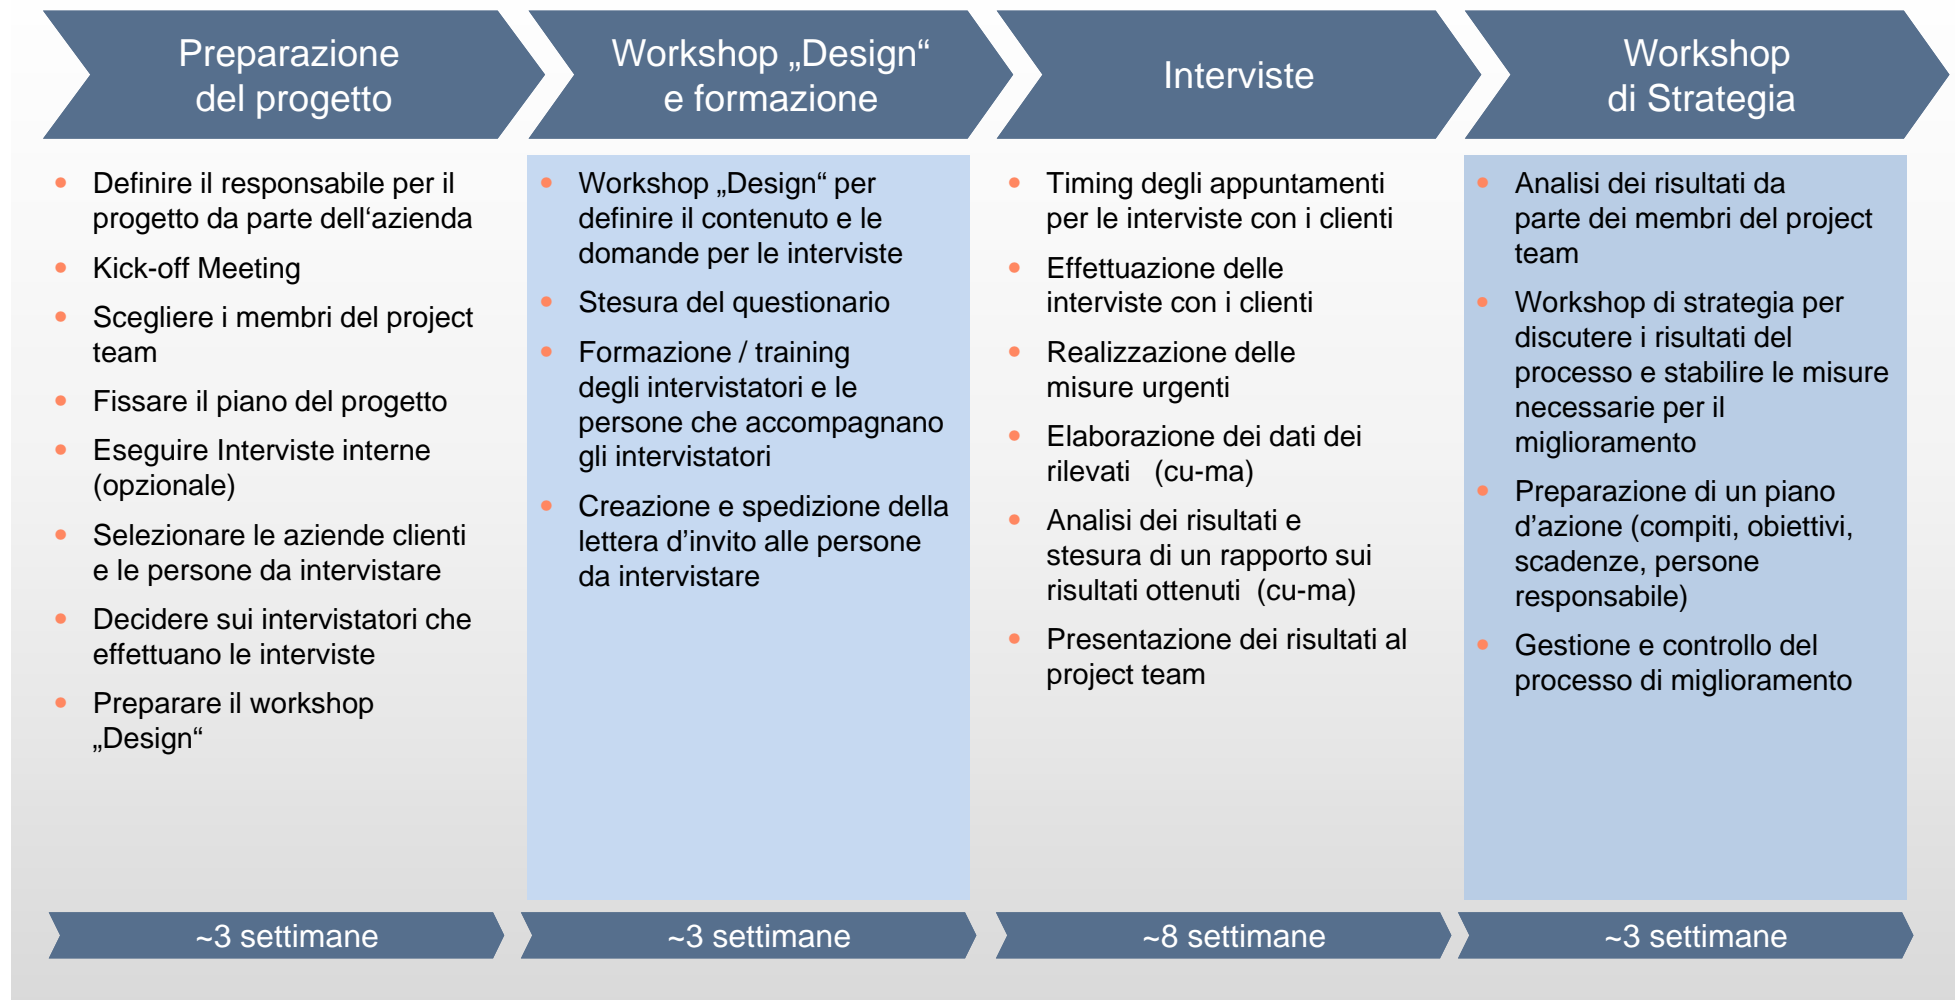 Preparazione
del progetto
Workshop „Design“
e formazione
Interviste
Workshop
di Strategia
• Definire il responsabile per il
progetto da parte dell‘azienda
• Kick-off Meeting
• Scegliere i membri del project
team
• Fissare il piano del progetto
• Eseguire Interviste interne
(opzionale)
• Selezionare le aziende clienti
e le persone da intervistare
• Decidere sui intervistatori che
effettuano le interviste
• Preparare il workshop
„Design“
• Workshop „Design“ per
definire il contenuto e le
domande per le interviste
• Stesura del questionario
• Formazione / training
degli intervistatori e le
persone che accompagnano
gli intervistatori
• Creazione e spedizione della
lettera d’invito alle persone
da intervistare
• Timing degli appuntamenti
per le interviste con i clienti
• Effettuazione delle
interviste con i clienti
• Realizzazione delle
misure urgenti
• Elaborazione dei dati dei
rilevati (cu-ma)
• Analisi dei risultati e
stesura di un rapporto sui
risultati ottenuti (cu-ma)
• Presentazione dei risultati al
project team
• Analisi dei risultati da
parte dei membri del project
team
• Workshop di strategia per
discutere i risultati del
processo e stabilire le misure
necessarie per il
miglioramento
• Preparazione di un piano
d’azione (compiti, obiettivi,
scadenze, persone
responsabile)
• Gestione e controllo del
processo di miglioramento
~3 settimane
~3 settimane
~8 settimane
~3 settimane